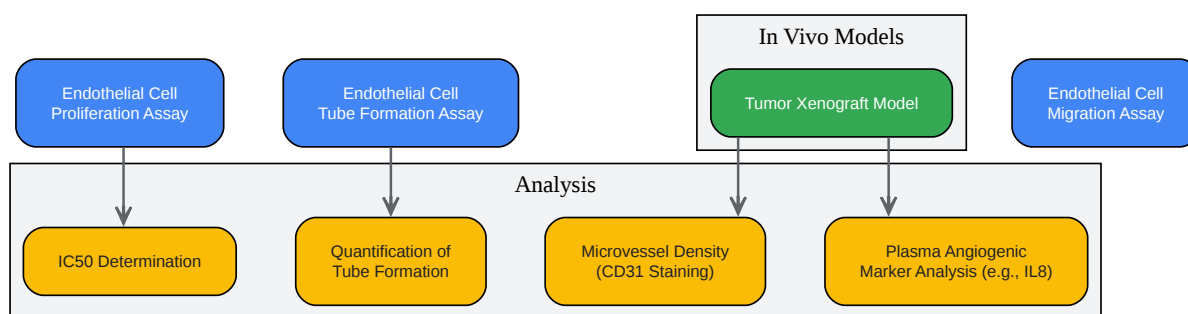 In Vivo Models
Endothelial Cell
Proliferation Assay
Endothelial Cell
Tube Formation Assay
Tumor Xenograft Model
Endothelial Cell
Migration Assay
Analysis
IC50 Determination
Quantification of
Tube Formation
Microvessel Density
(CD31 Staining)
Plasma Angiogenic
Marker Analysis (e.g., IL8)